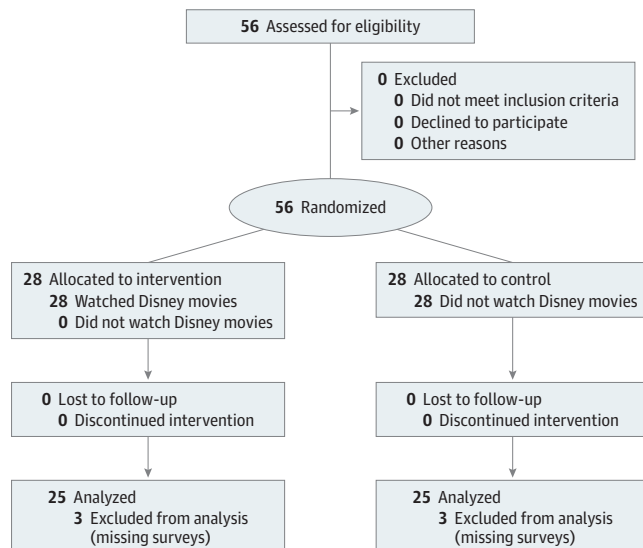 56 Assessed for eligibility
0 Excluded
0 Did not meet inclusion criteria
0 Declined to participate
0 Other reasons
56 Randomized
28 Allocated to intervention
28 Watched Disney movies
0 Did not watch Disney movies
28 Allocated to control
28 Did not watch Disney movies
0 Lost to follow-up
0 Discontinued intervention
0 Lost to follow-up
0 Discontinued intervention
25 Analyzed
3 Excluded from analysis
(missing surveys)
25 Analyzed
3 Excluded from analysis
(missing surveys)